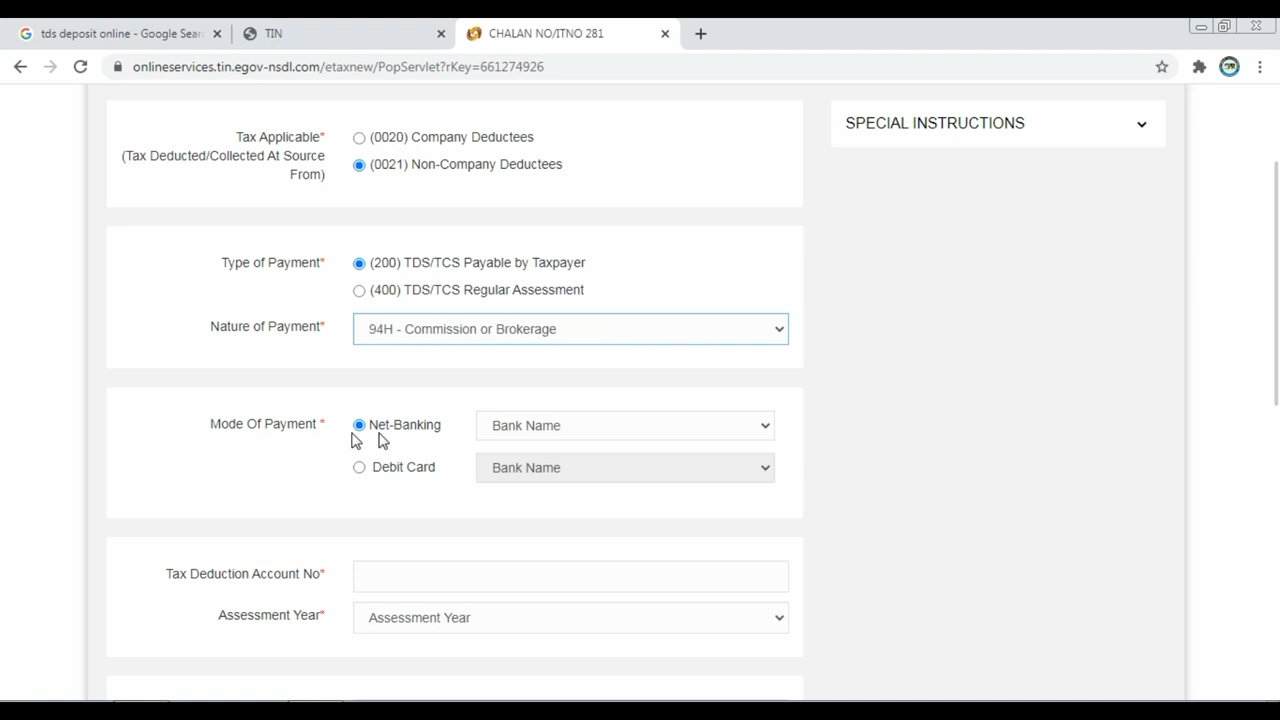 tds deposit online - Google Sear
TIN
CHALAN NO/ITNO 281
onlineservices.tin.egov-nsdl.com/etaxnew/PopServlet?rKey=661274926
Tax Applicable*
(Tax Deducted/Collected At Source
From)
(0020) Company Deductees
(0021) Non-Company Deductees
SPECIAL INSTRUCTIONS
Type of Payment*
(200) TDS/TCS Payable by Taxpayer
(400) TDS/TCS Regular Assessment
Nature of Payment*
94H - Commission or Brokerage
Mode Of Payment *
Net-Banking
Bank Name
Debit Card
Bank Name
Tax Deduction Account No*
Assessment Year*
Assessment Year